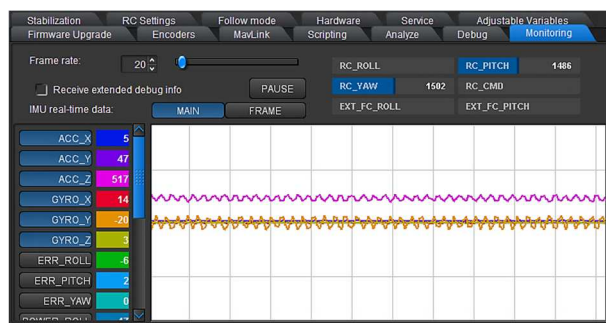 Stabilization RC Settings Follow mode Hardware Service Adjustable Variables
Firmware Upgrade Encoders MavLink Scripting Analyze Debug Monitoring
Frame rate: 20
RC_ROLL RC_PITCH 1486
Receive extended debug info PAUSE
RC_YAW 1502 RC_CMD
IMU real-time data: MAIN FRAME
EXT_FC_ROLL EXT_FC_PITCH
ACC_X 5
ACC_Y 47
ACC_Z 517
GYRO_X 14
GYRO_Y -20
GYRO_Z 3
ERR_ROLL -6
ERR_PITCH 2
ERR_YAW 0
POWER_ROLL 17